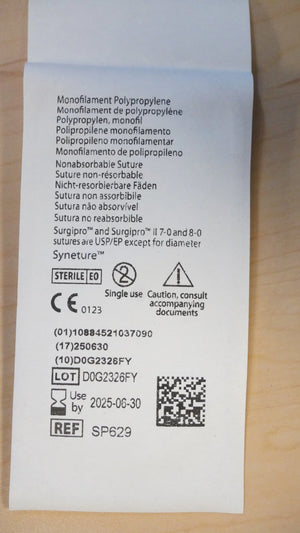 Monofilament Polypropylene
Monofilament de polypropylène
Polypropylen, monofil
Polipropilene monofilamento
Polipropileno monofilamentar
Monofilamento de polipropileno
Nonabsorbable Suture
Suture non-résorbable
Nicht-resorbierbare Fäden
Sutura non assorbibile
Sutura não absorvível
Sutura no reabsorbible
Surgipro™ and Surgipro™ II 7-0 and 8-0
sutures are USP/EP except for diameter
Syneture™
STERILE EO
2
Single use
Caution, consult
accompanying
documents
CE 0123
(01)10884521037090
(17)250630
(10)D0G2326FY
LOT D0G2326FY
Use by 2025-06-30
REF SP629